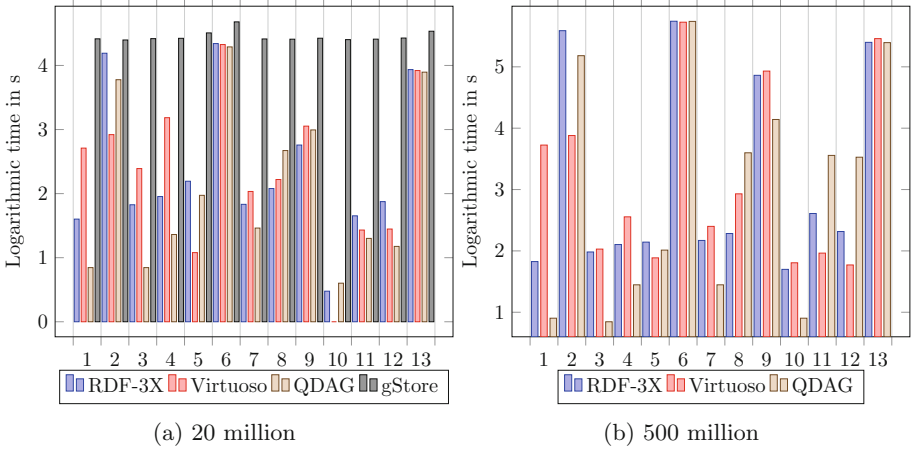 Logarithmic time in s
4
3
2
1
0
1 2 3 4 5 6 7 8 9 10 11 12 13
RDF-3X Virtuoso QDAG gStore
(a) 20 million
Logarithmic time in s
5
4
3
2
1
1 2 3 4 5 6 7 8 9 10 11 12 13
RDF-3X Virtuoso QDAG
(b) 500 million